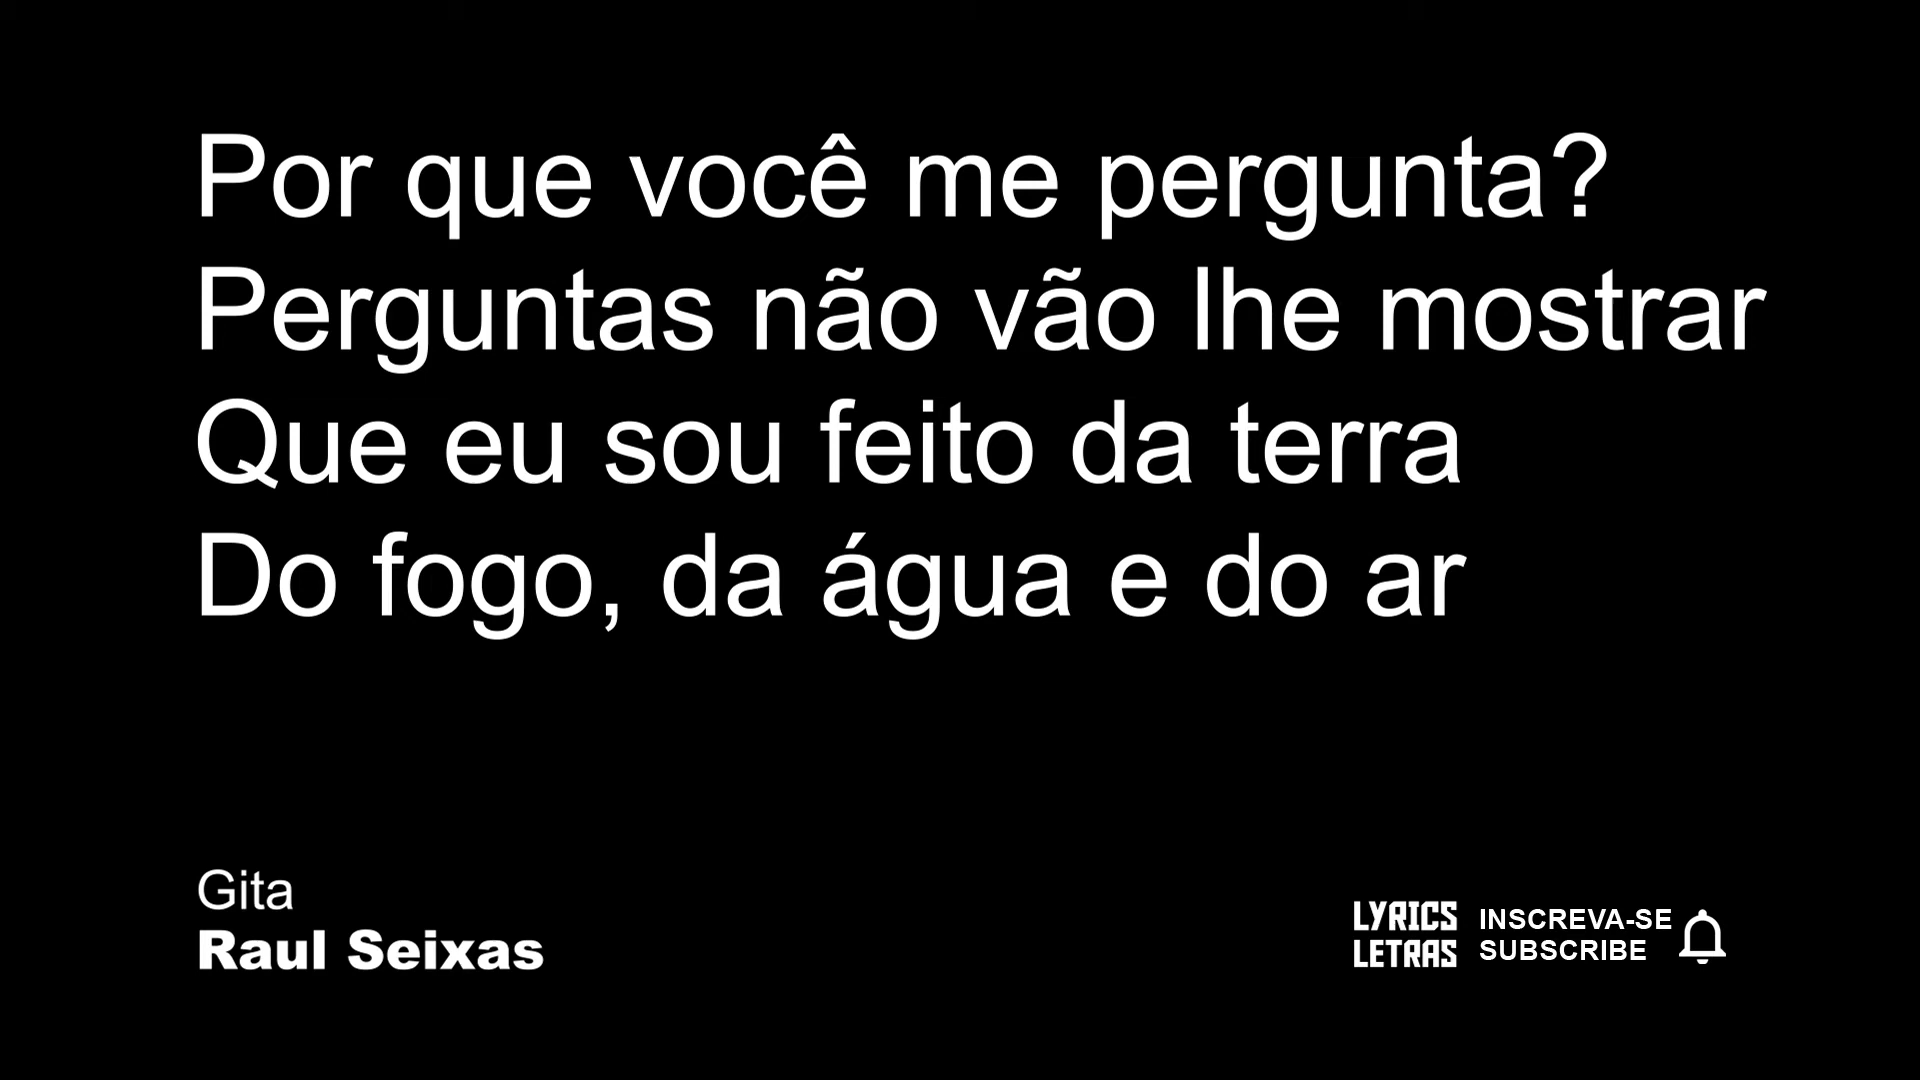 Por que você me pergunta?
Perguntas não vão lhe mostrar
Que eu sou feito da terra
Do fogo, da água e do ar
Gita
Raul Seixas
LYRICS
LETRAS
INSCREVA-SE
SUBSCRIBE